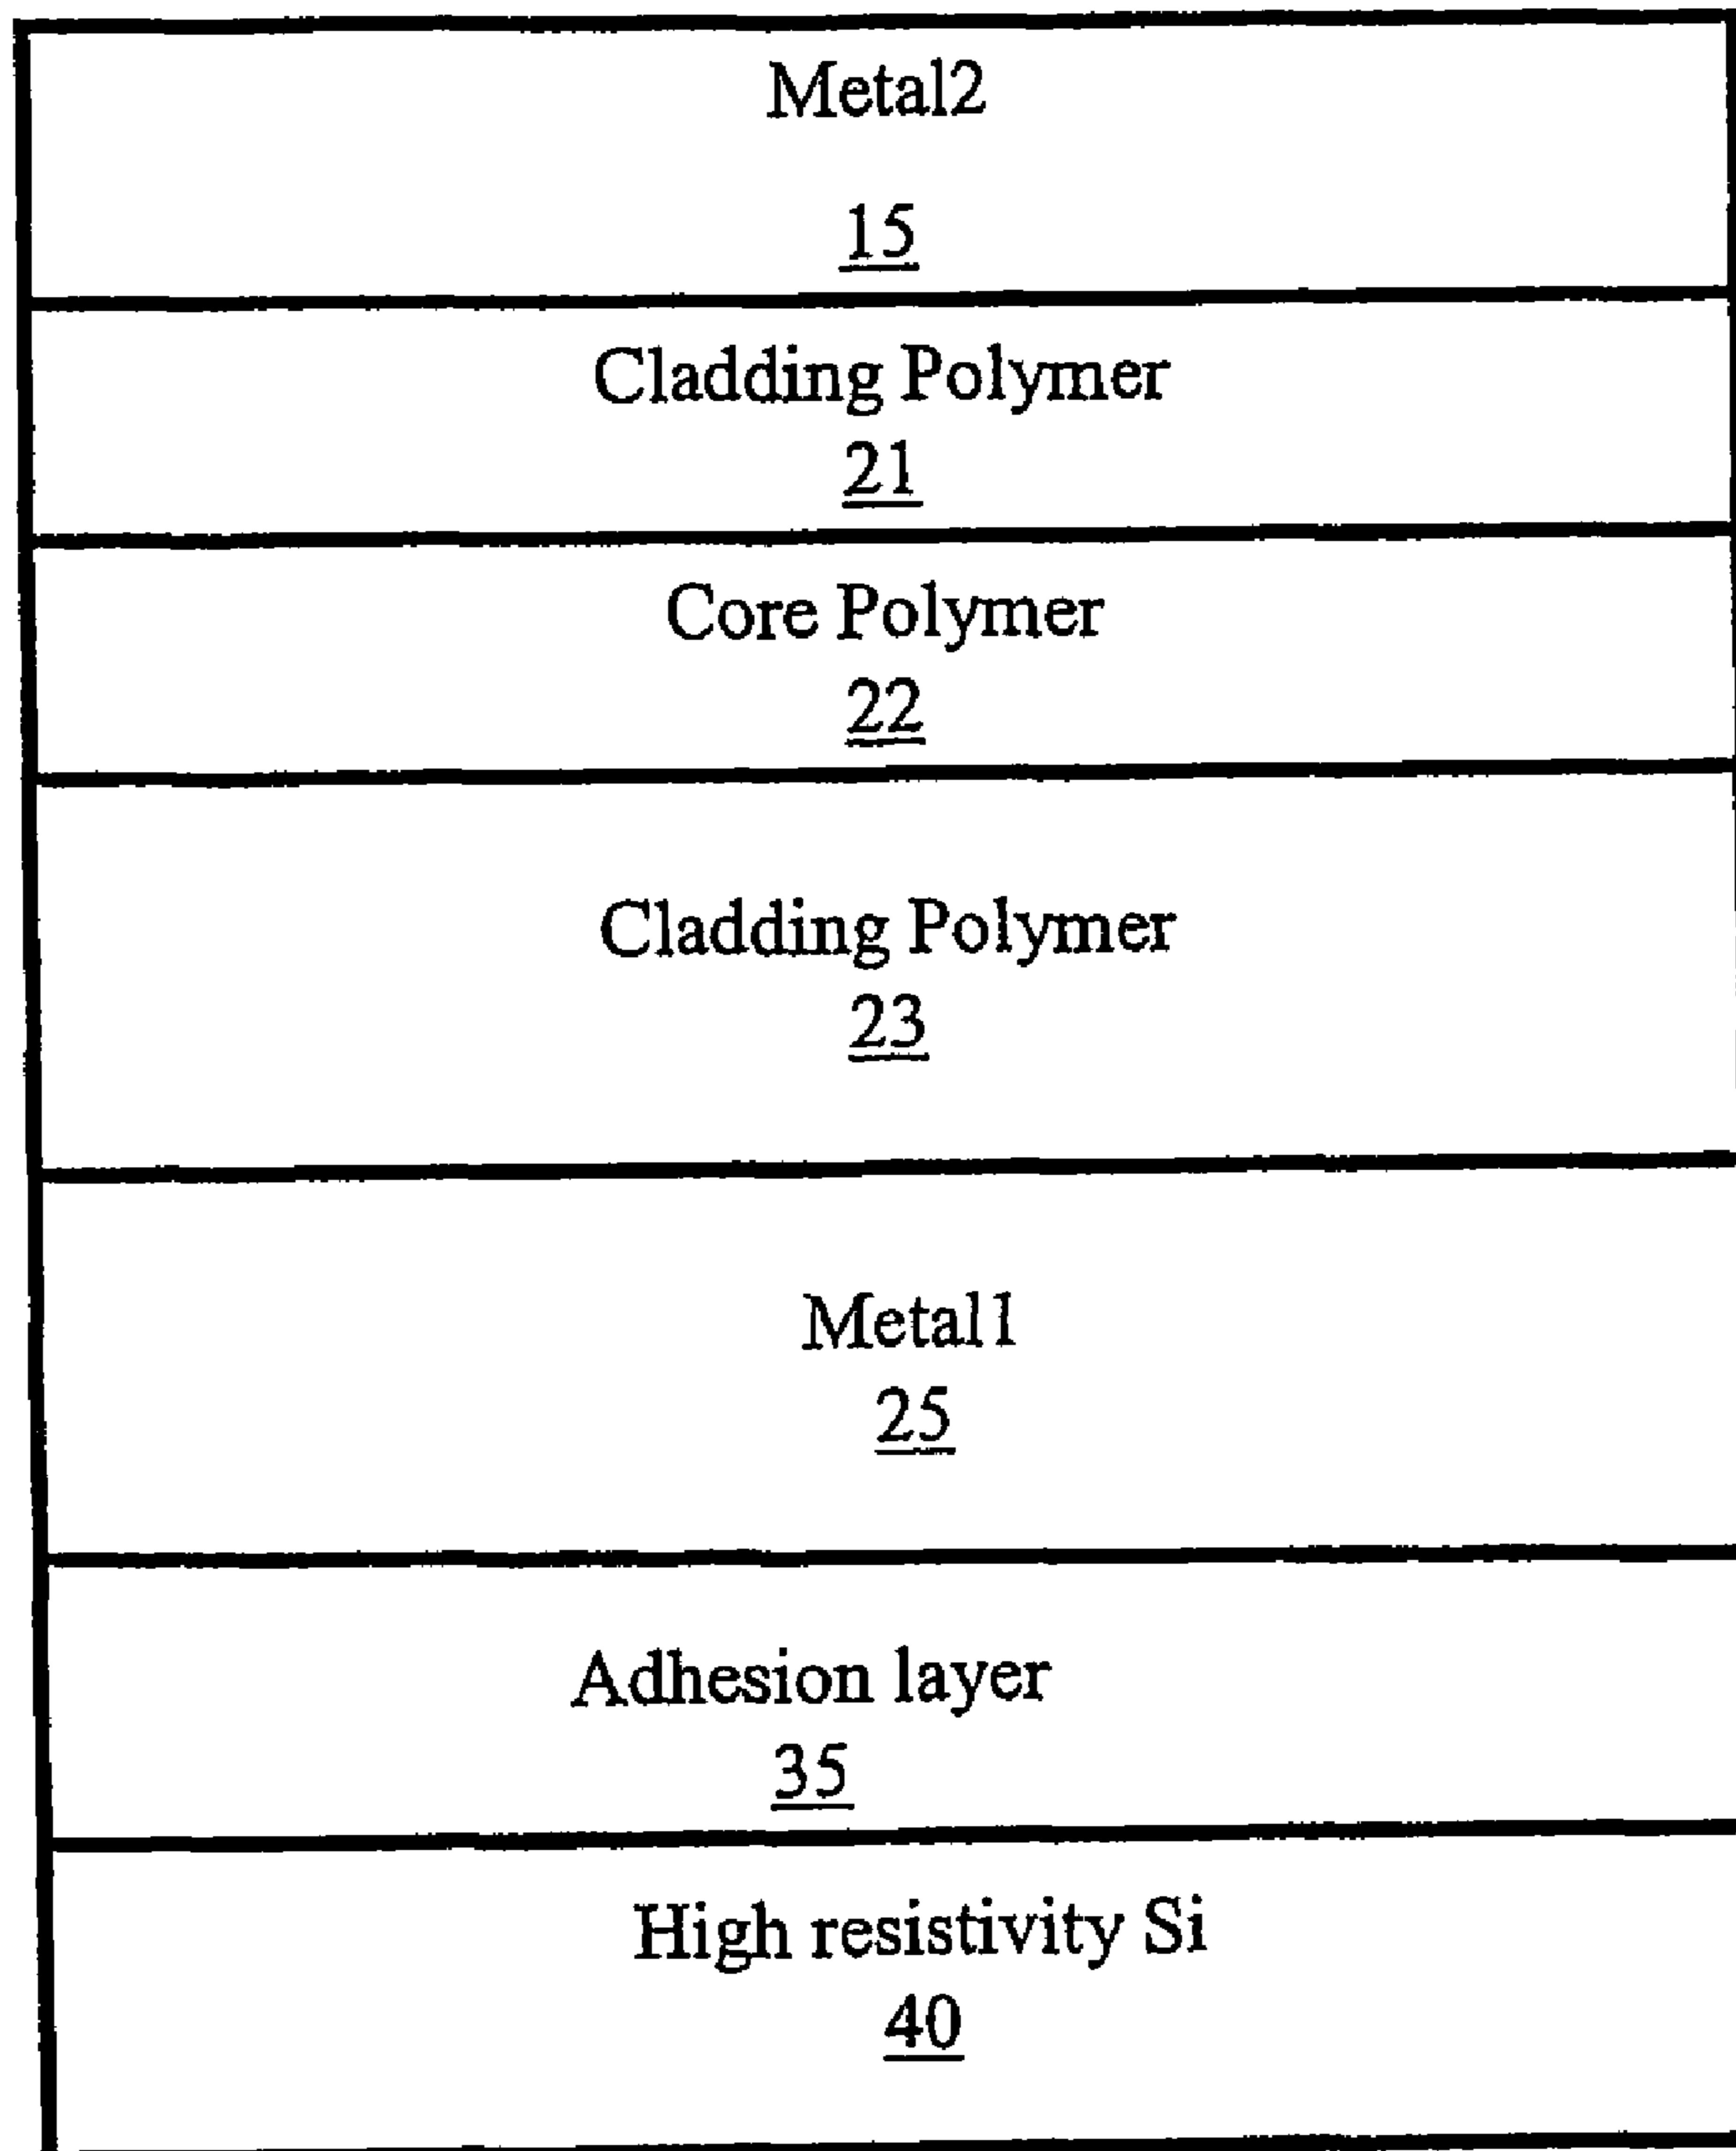 Metal2
15
Cladding Polymer
21
Core Polymer
22
Cladding Polymer
23
Metal1
25
Adhesion layer
35
High resistivity Si
40